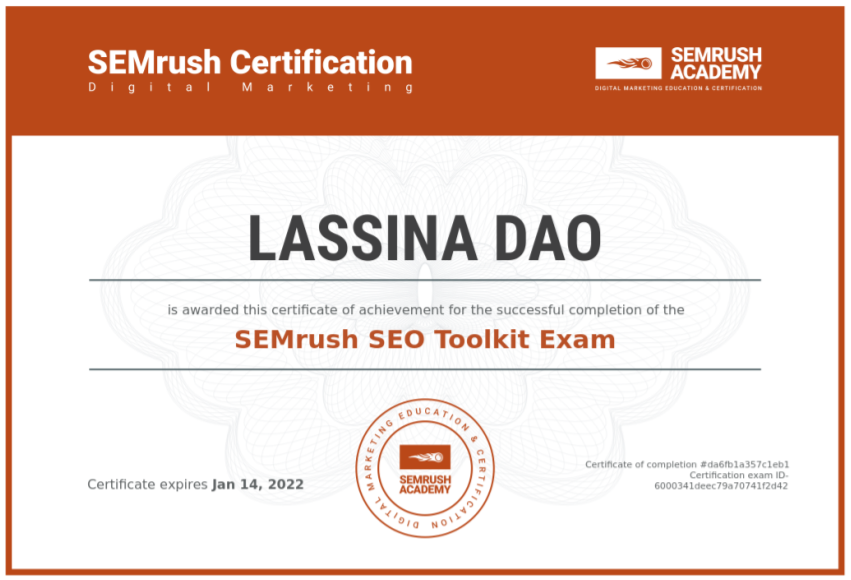 SEMrush Certification
Digital Marketing
SEMRUSH
ACADEMY
DIGITAL MARKETING EDUCATION & CERTIFICATION
LASSINA DAO
is awarded this certificate of achievement for the successful completion of the
SEMrush SEO Toolkit Exam
DIGITAL MARKETING EDUCATION & CERTIFICATION
SEMRUSH
ACADEMY
Certificate expires Jan 14, 2022
Certificate of completion #da6fb1a357c1eb1
Certification exam ID-
6000341deec79a70741f2d42